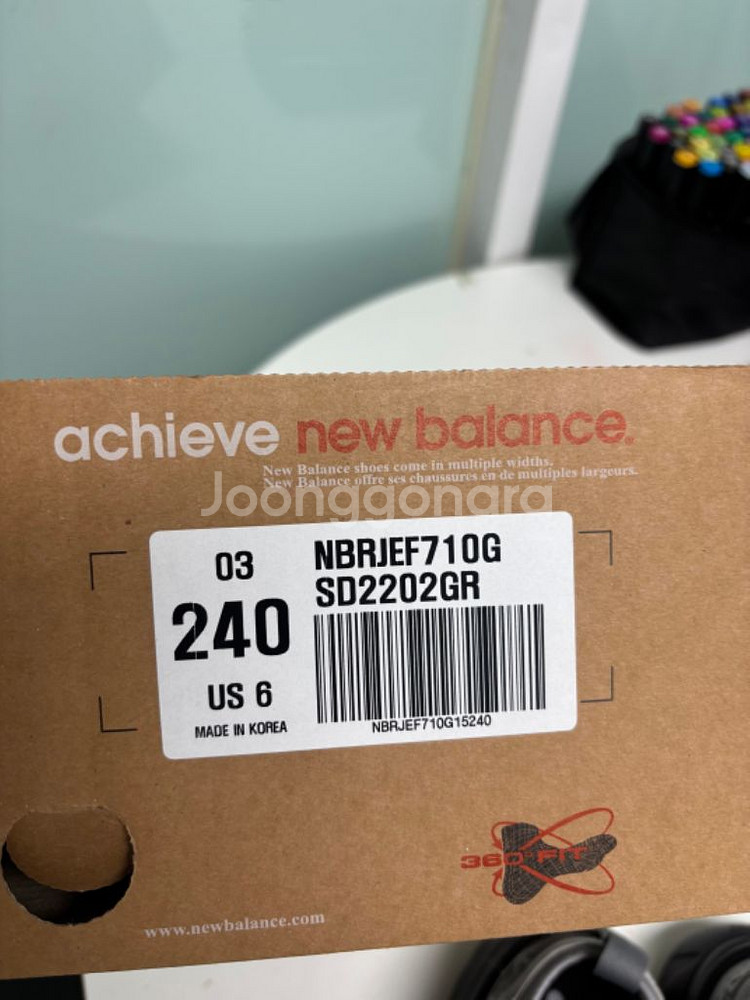 achieve new balance.
New Balance shoes come in multiple widths.
New Balance offre ses chaussures en de multiples largeurs.
Joonggonara
03
240
US 6
MADE IN KOREA
NBRJEF710G
SD2202GR
NBRJEF710G15240
360 FIT
www.newbalance.com